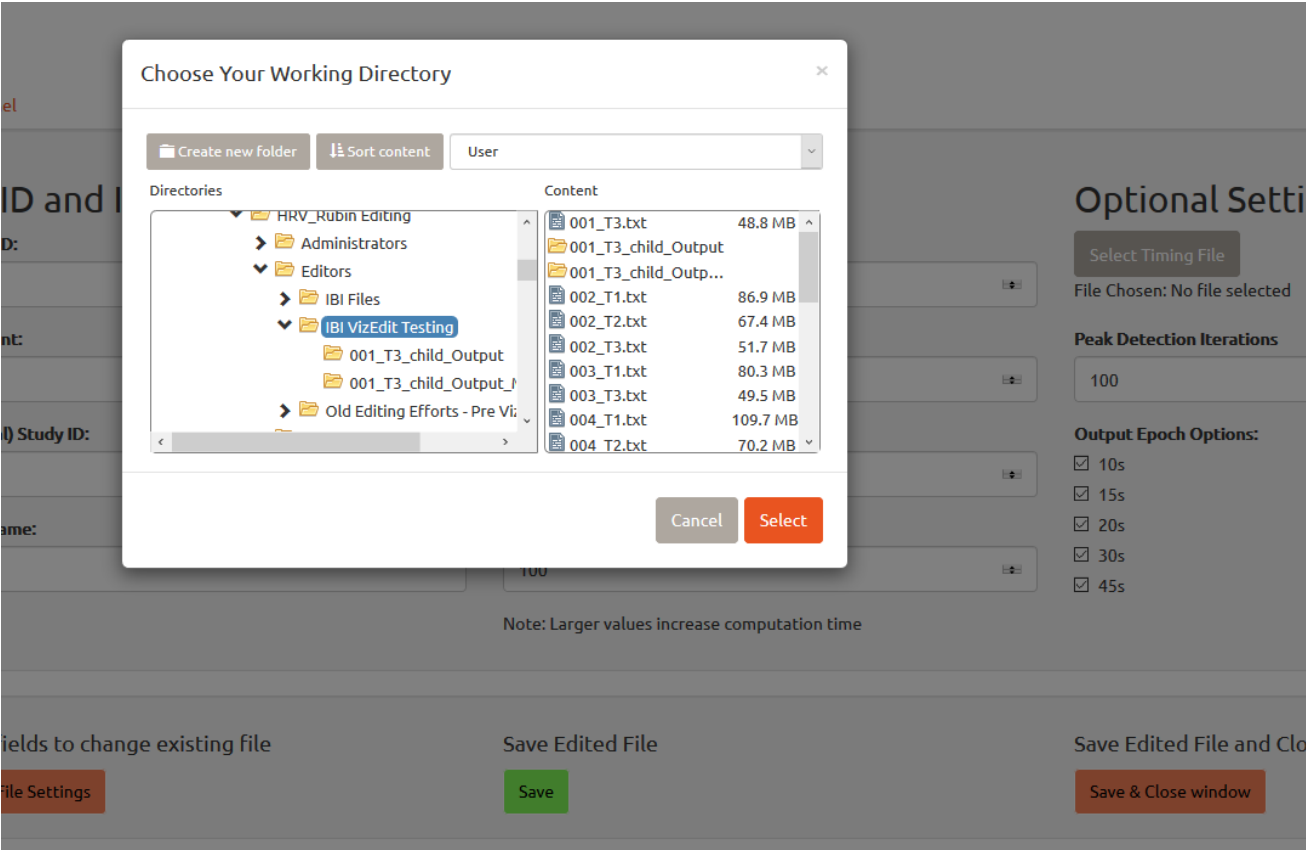 Choose Your Working Directory
×
el
Create new folder
Sort content
User
Directories
Content
HRV_Rubin Editing
Administrators
Editors
IBI Files
IBI VizEdit Testing
001_T3_child_Output
001_T3_child_Output_
Old Editing Efforts - Pre Viz
001_T3.txt 48.8 MB
001_T3_child_Output
001_T3_child_Outp...
002_T1.txt 86.9 MB
002_T2.txt 67.4 MB
002_T3.txt 51.7 MB
003_T1.txt 80.3 MB
003_T3.txt 49.5 MB
004_T1.txt 109.7 MB
004_T2.txt 70.2 MB
Cancel
Select
ID and I
D:
nt:
l) Study ID:
ame:
100
Note: Larger values increase computation time
Optional Setti
Select Timing File
File Chosen: No file selected
Peak Detection Iterations
100
Output Epoch Options:
10s
15s
20s
30s
45s
ields to change existing file
File Settings
Save Edited File
Save
Save Edited File and Clo
Save & Close window